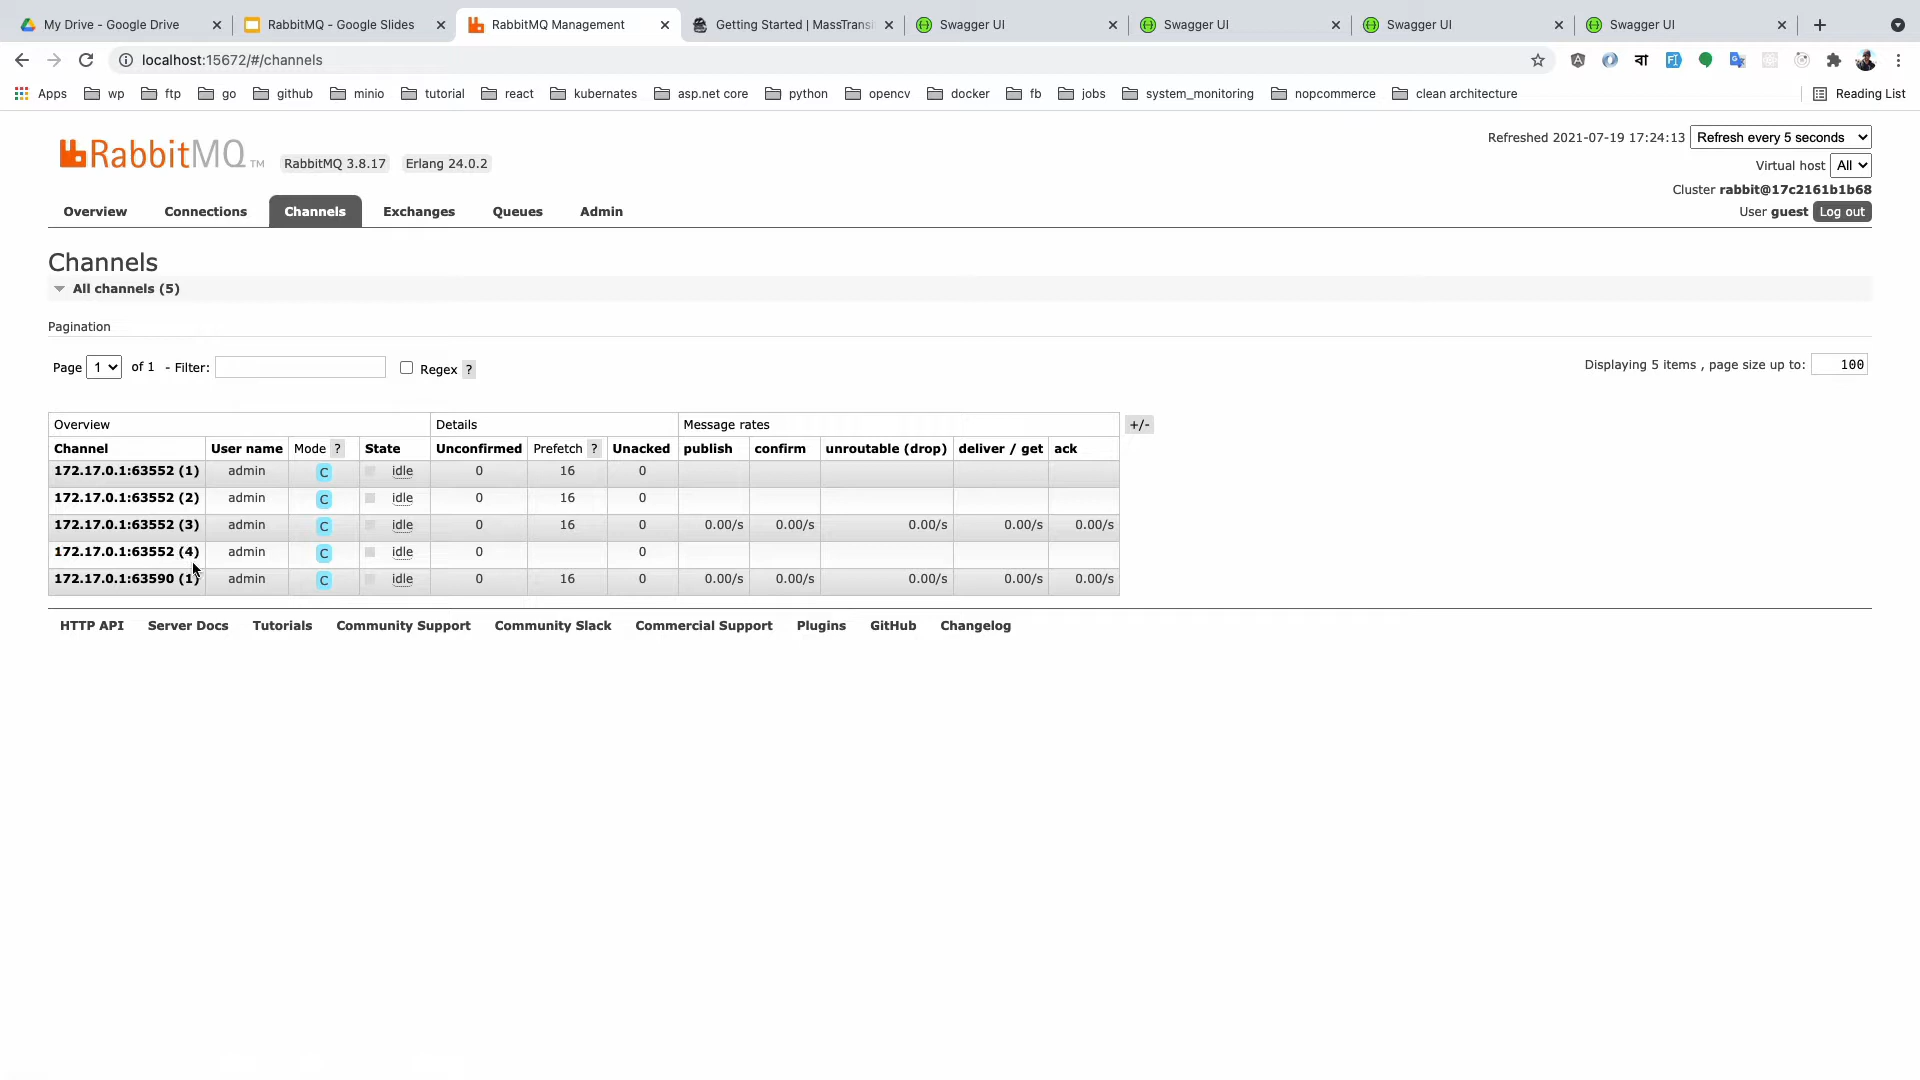 My Drive - Google Drive
RabbitMQ - Google Slides
RabbitMQ Management
Getting Started | MassTransi
Swagger UI
Swagger UI
Swagger UI
Swagger UI
localhost:15672/#/channels
Apps wp ftp go github minio tutorial react kubernetes asp.net core python opencv docker fb jobs system_monitoring nopcommerce clean architecture Reading List
RabbitMQ TM RabbitMQ 3.8.17 Erlang 24.0.2
Refreshed 2021-07-19 17:24:13 Refresh every 5 seconds
Virtual host All
Cluster rabbit@17c2161b1b68
User guest Log out
Overview Connections Channels Exchanges Queues Admin
Channels
All channels (5)
Pagination
Page 1 of 1 - Filter: Regex ?
Displaying 5 items , page size up to: 100
Overview Details Message rates +/-
Channel User name Mode ? State Unconfirmed Prefetch ? Unacked publish confirm unroutable (drop) deliver / get ack
172.17.0.1:63552 (1) admin C idle 0 16 0
172.17.0.1:63552 (2) admin C idle 0 16 0
172.17.0.1:63552 (3) admin C idle 0 16 0 0.00/s 0.00/s 0.00/s 0.00/s 0.00/s
172.17.0.1:63552 (4) admin C idle 0 0
172.17.0.1:63590 (1) admin C idle 0 16 0 0.00/s 0.00/s 0.00/s 0.00/s 0.00/s
HTTP API Server Docs Tutorials Community Support Community Slack Commercial Support Plugins GitHub Changelog